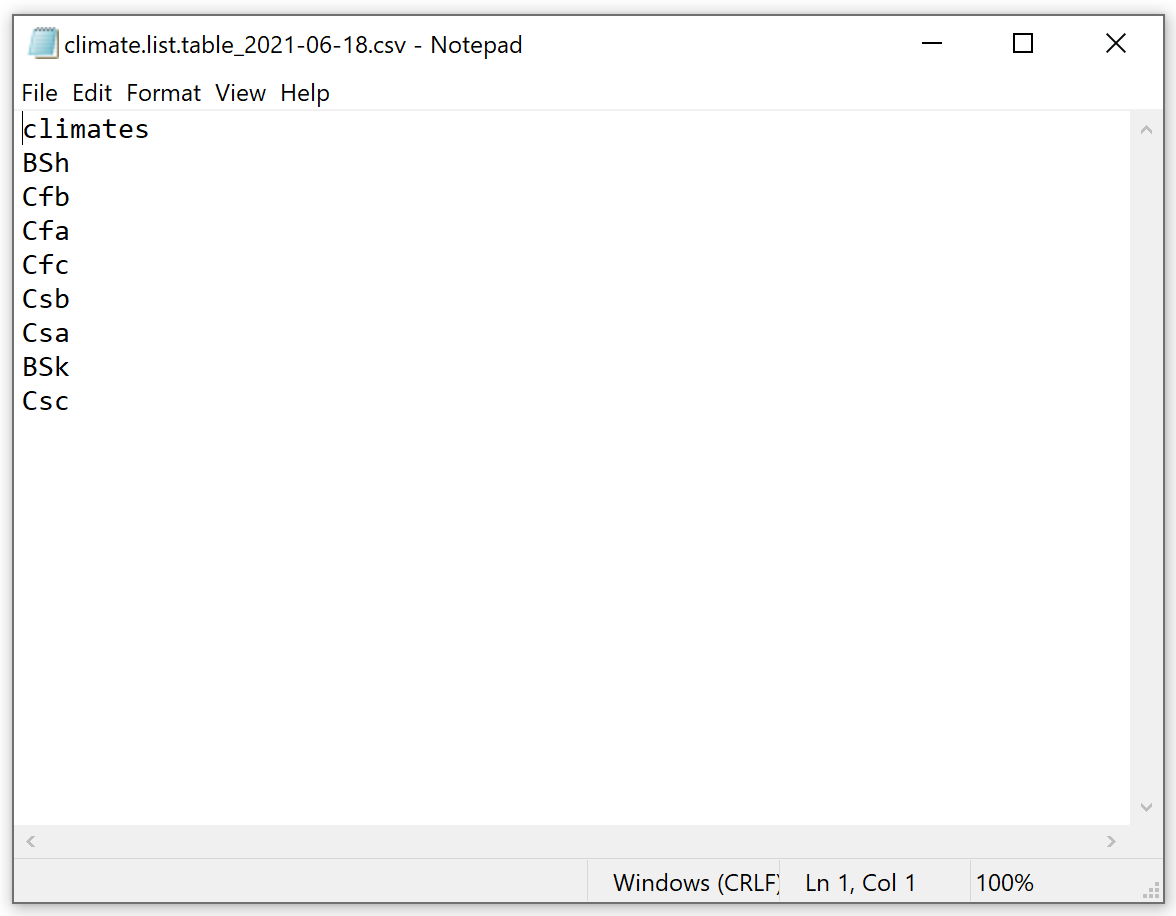 climate.list.table_2021-06-18.csv - Notepad
File Edit Format View Help
climates
BSh
Cfb
Cfa
Cfc
Csb
Csa
BSk
Csc
Windows (CRLF) Ln 1, Col 1 100%